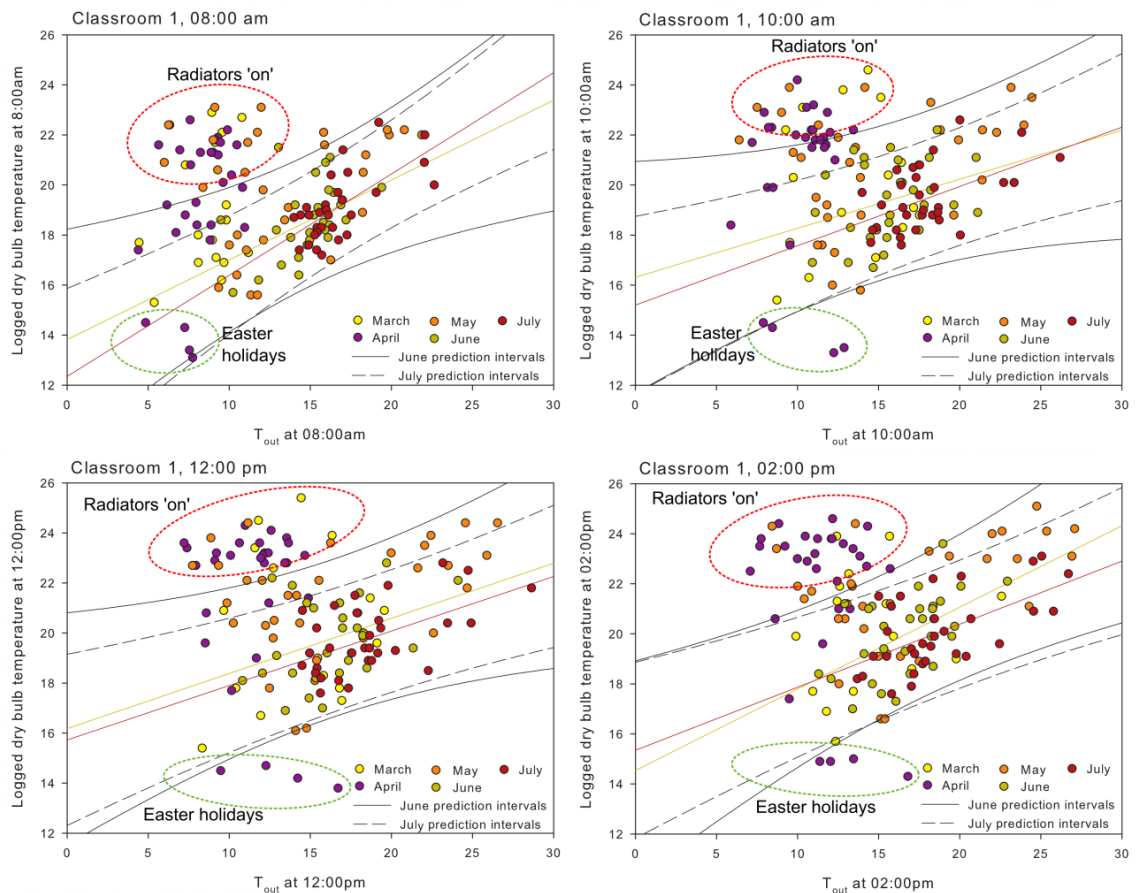 Classroom 1, 08:00 am
Logged dry bulb temperature at 8:00am
26
24
22
20
18
16
14
12
Radiators 'on'
Easter
holidays
March
May
July
April
June
June prediction intervals
July prediction intervals
0 5 10 15 20 25 30
Tout at 08:00am
Classroom 1, 10:00 am
Logged dry bulb temperature at 10:00am
26
24
22
20
18
16
14
12
Radiators 'on'
Easter
holidays
March
May
July
April
June
June prediction intervals
July prediction intervals
0 5 10 15 20 25 30
Tout at 10:00am
Classroom 1, 12:00 pm
Logged dry bulb temperature at 12:00pm
26
24
22
20
18
16
14
12
Radiators 'on'
Easter holidays
March
May
July
April
June
June prediction intervals
July prediction intervals
0 5 10 15 20 25 30
Tout at 12:00pm
Classroom 1, 02:00 pm
Logged dry bulb temperature at 02:00pm
26
24
22
20
18
16
14
12
Radiators 'on'
Easter holidays
March
May
July
April
June
June prediction intervals
July prediction intervals
0 5 10 15 20 25 30
Tout at 02:00pm